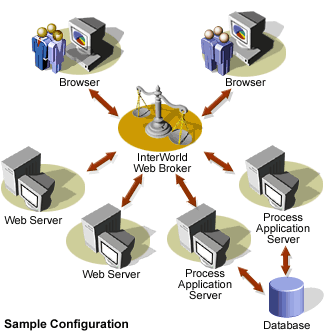 Browser
Browser
InterWorld
Web Broker
Web Server
Process
Application
Server
Web Server
Process
Application
Server
Database
Sample Configuration